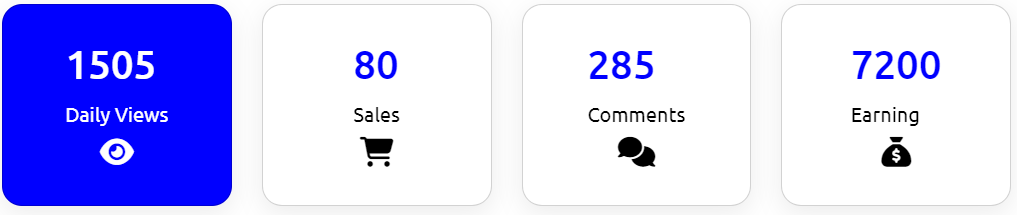 1505
Daily Views
80
Sales
285
Comments
7200
Earning
$